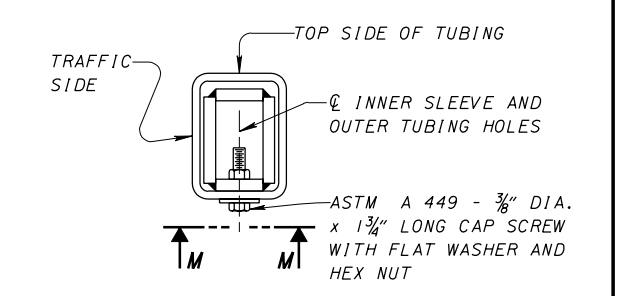 TOP SIDE OF TUBING
TRAFFIC
SIDE
℄ INNER SLEEVE AND
OUTER TUBING HOLES
ASTM A 449 - 3/8" DIA.
x 1 3/4" LONG CAP SCREW
WITH FLAT WASHER AND
HEX NUT
M M